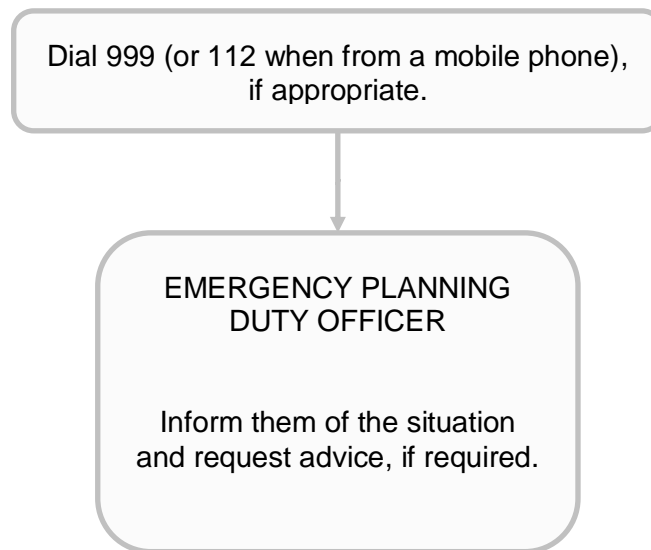 Dial 999 (or 112 when from a mobile phone),
if appropriate.
EMERGENCY PLANNING
DUTY OFFICER
Inform them of the situation
and request advice, if required.